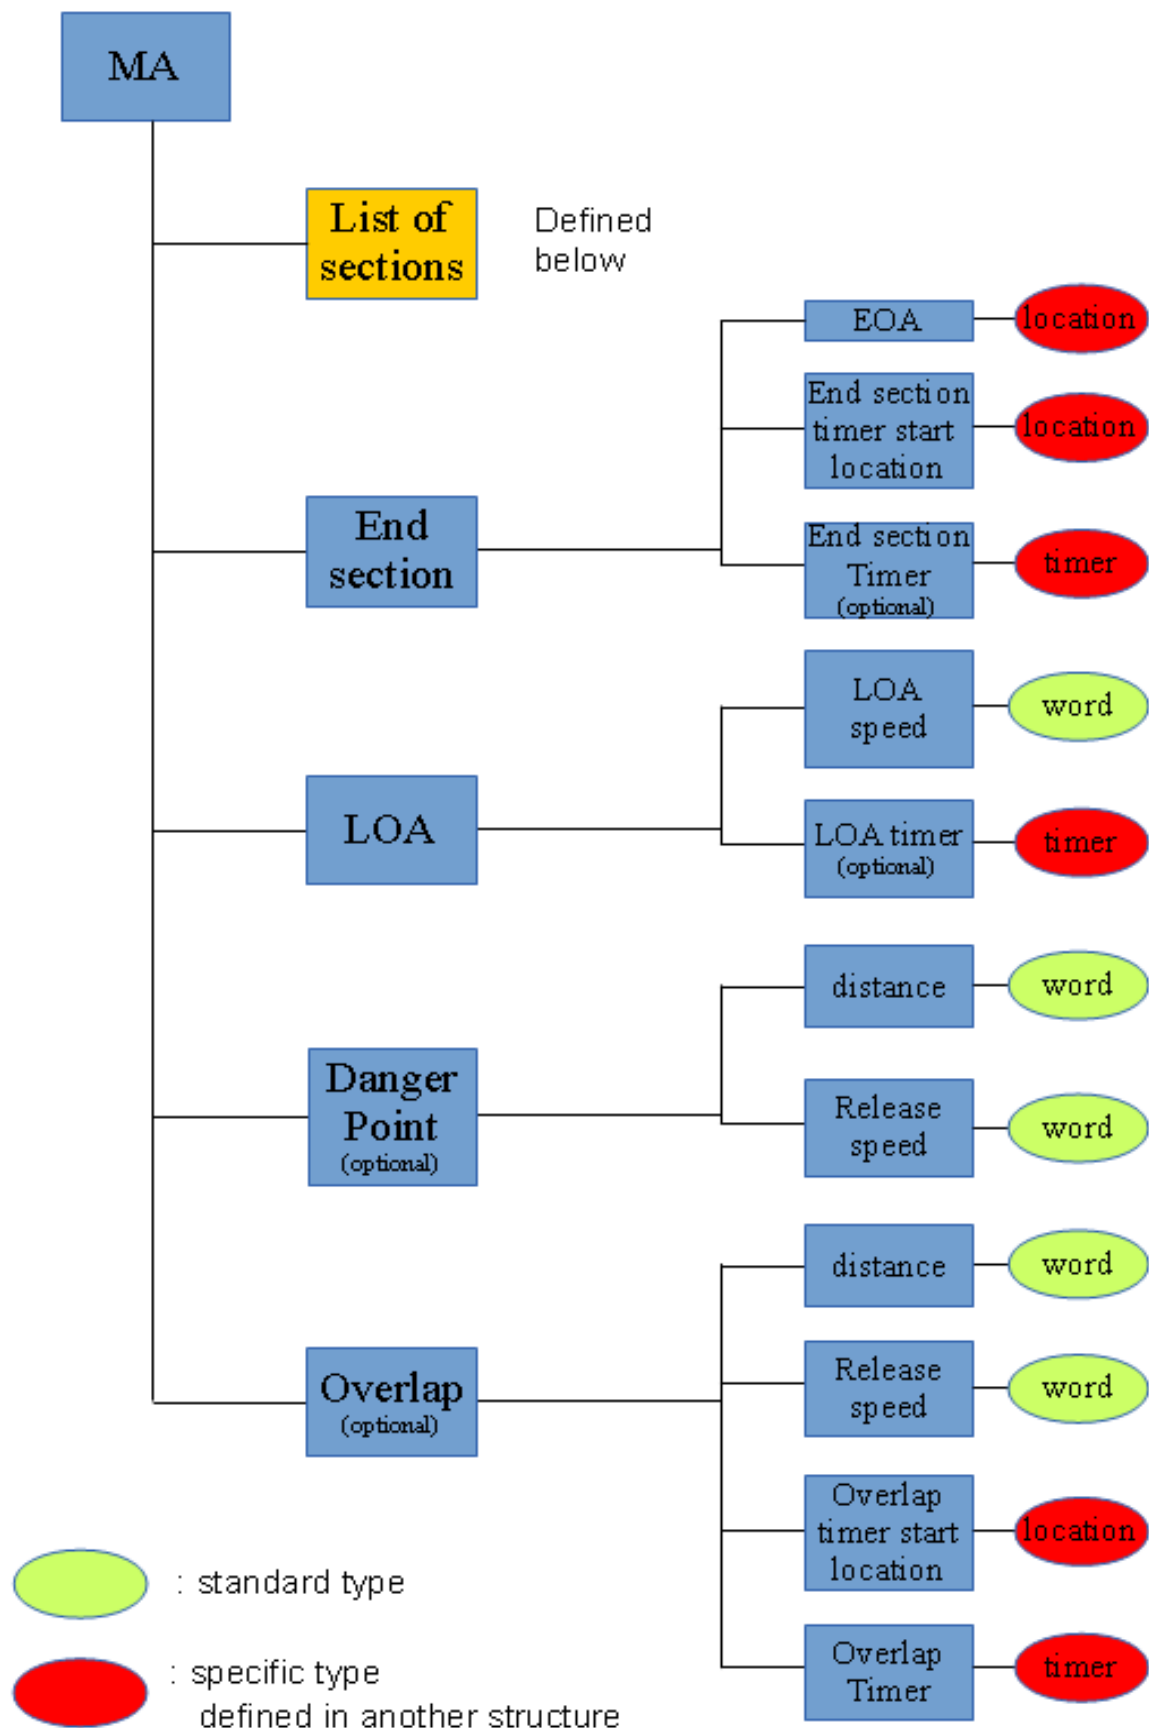 MA
List of
sections
Defined
below
EOA
location
End section
timer start
location
location
End
section
End section
Timer
(optional)
timer
LOA
speed
word
LOA
LOA timer
(optional)
timer
distance
word
Danger
Point
(optional)
Release
speed
word
distance
word
Overlap
(optional)
Release
speed
word
Overlap
timer start
location
location
: standard type
Overlap
Timer
timer
: specific type
defined in another structure